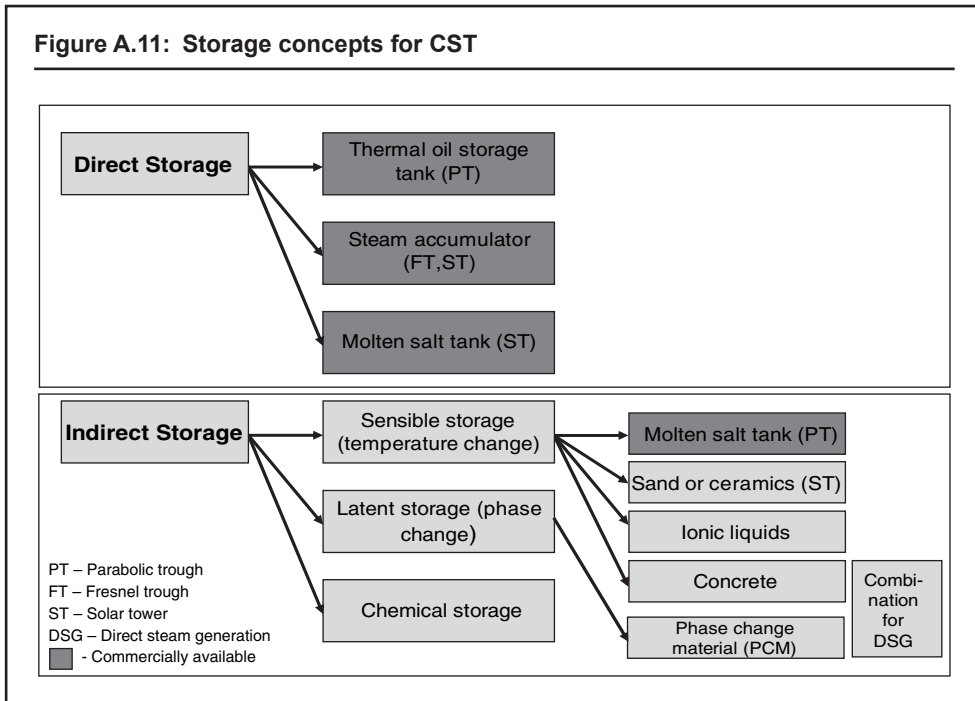 Figure A.11: Storage concepts for CST
Direct Storage
Thermal oil storage
tank (PT)
Steam accumulator
(FT,ST)
Molten salt tank (ST)
Indirect Storage
Sensible storage
(temperature change)
Latent storage (phase
change)
Chemical storage
Molten salt tank (PT)
Sand or ceramics (ST)
Ionic liquids
Concrete
Phase change
material (PCM)
Combi-
nation
for
DSG
PT – Parabolic trough
FT – Fresnel trough
ST – Solar tower
DSG – Direct steam generation
- Commercially available